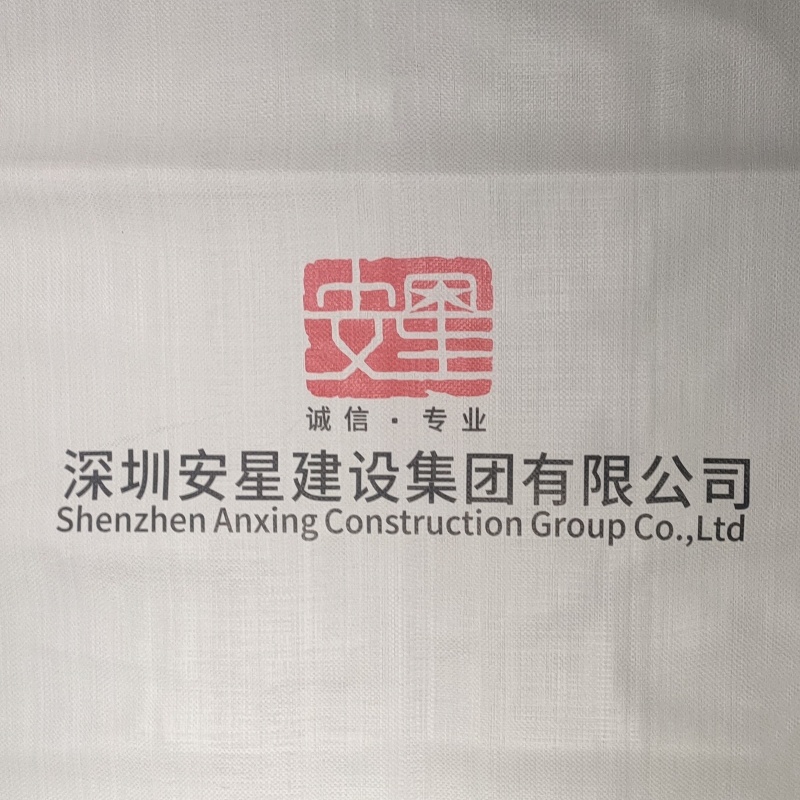 安星
诚信·专业
深圳安星建设集团有限公司
Shenzhen Anxing Construction Group Co.,Ltd